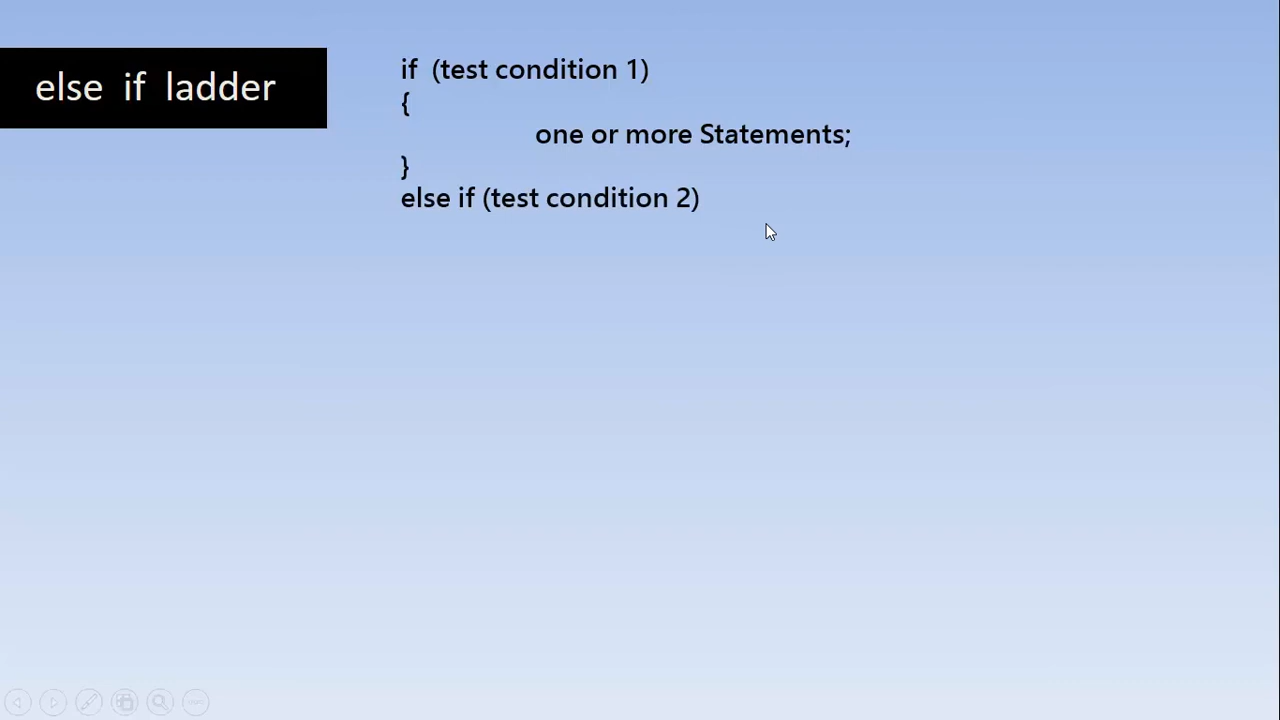 else if ladder
if (test condition 1)
{
one or more Statements;
}
else if (test condition 2)